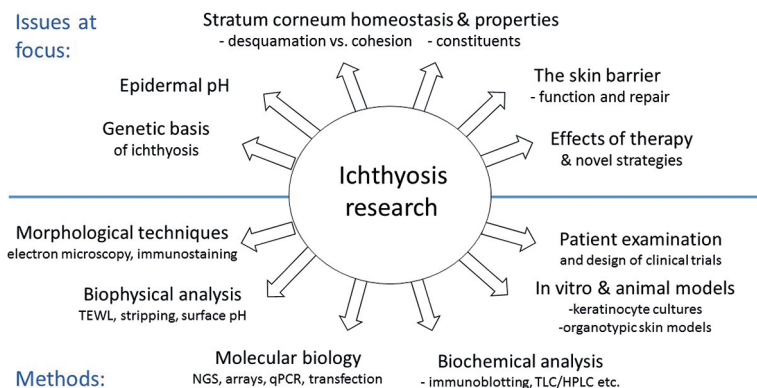 Issues at
focus:
Stratum corneum homeostasis & properties
- desquamation vs. cohesion - constituents
Epidermal pH
The skin barrier
- function and repair
Genetic basis
of ichthyosis
Effects of therapy
& novel strategies
Ichthyosis
research
Morphological techniques
electron microscopy, immunostaining
Patient examination
and design of clinical trials
Biophysical analysis
TEWL, stripping, surface pH
In vitro & animal models
-keratinocyte cultures
-organotypic skin models
Molecular biology
NGS, arrays, qPCR, transfection
Biochemical analysis
- immunoblotting, TLC/HPLC etc.
Methods: